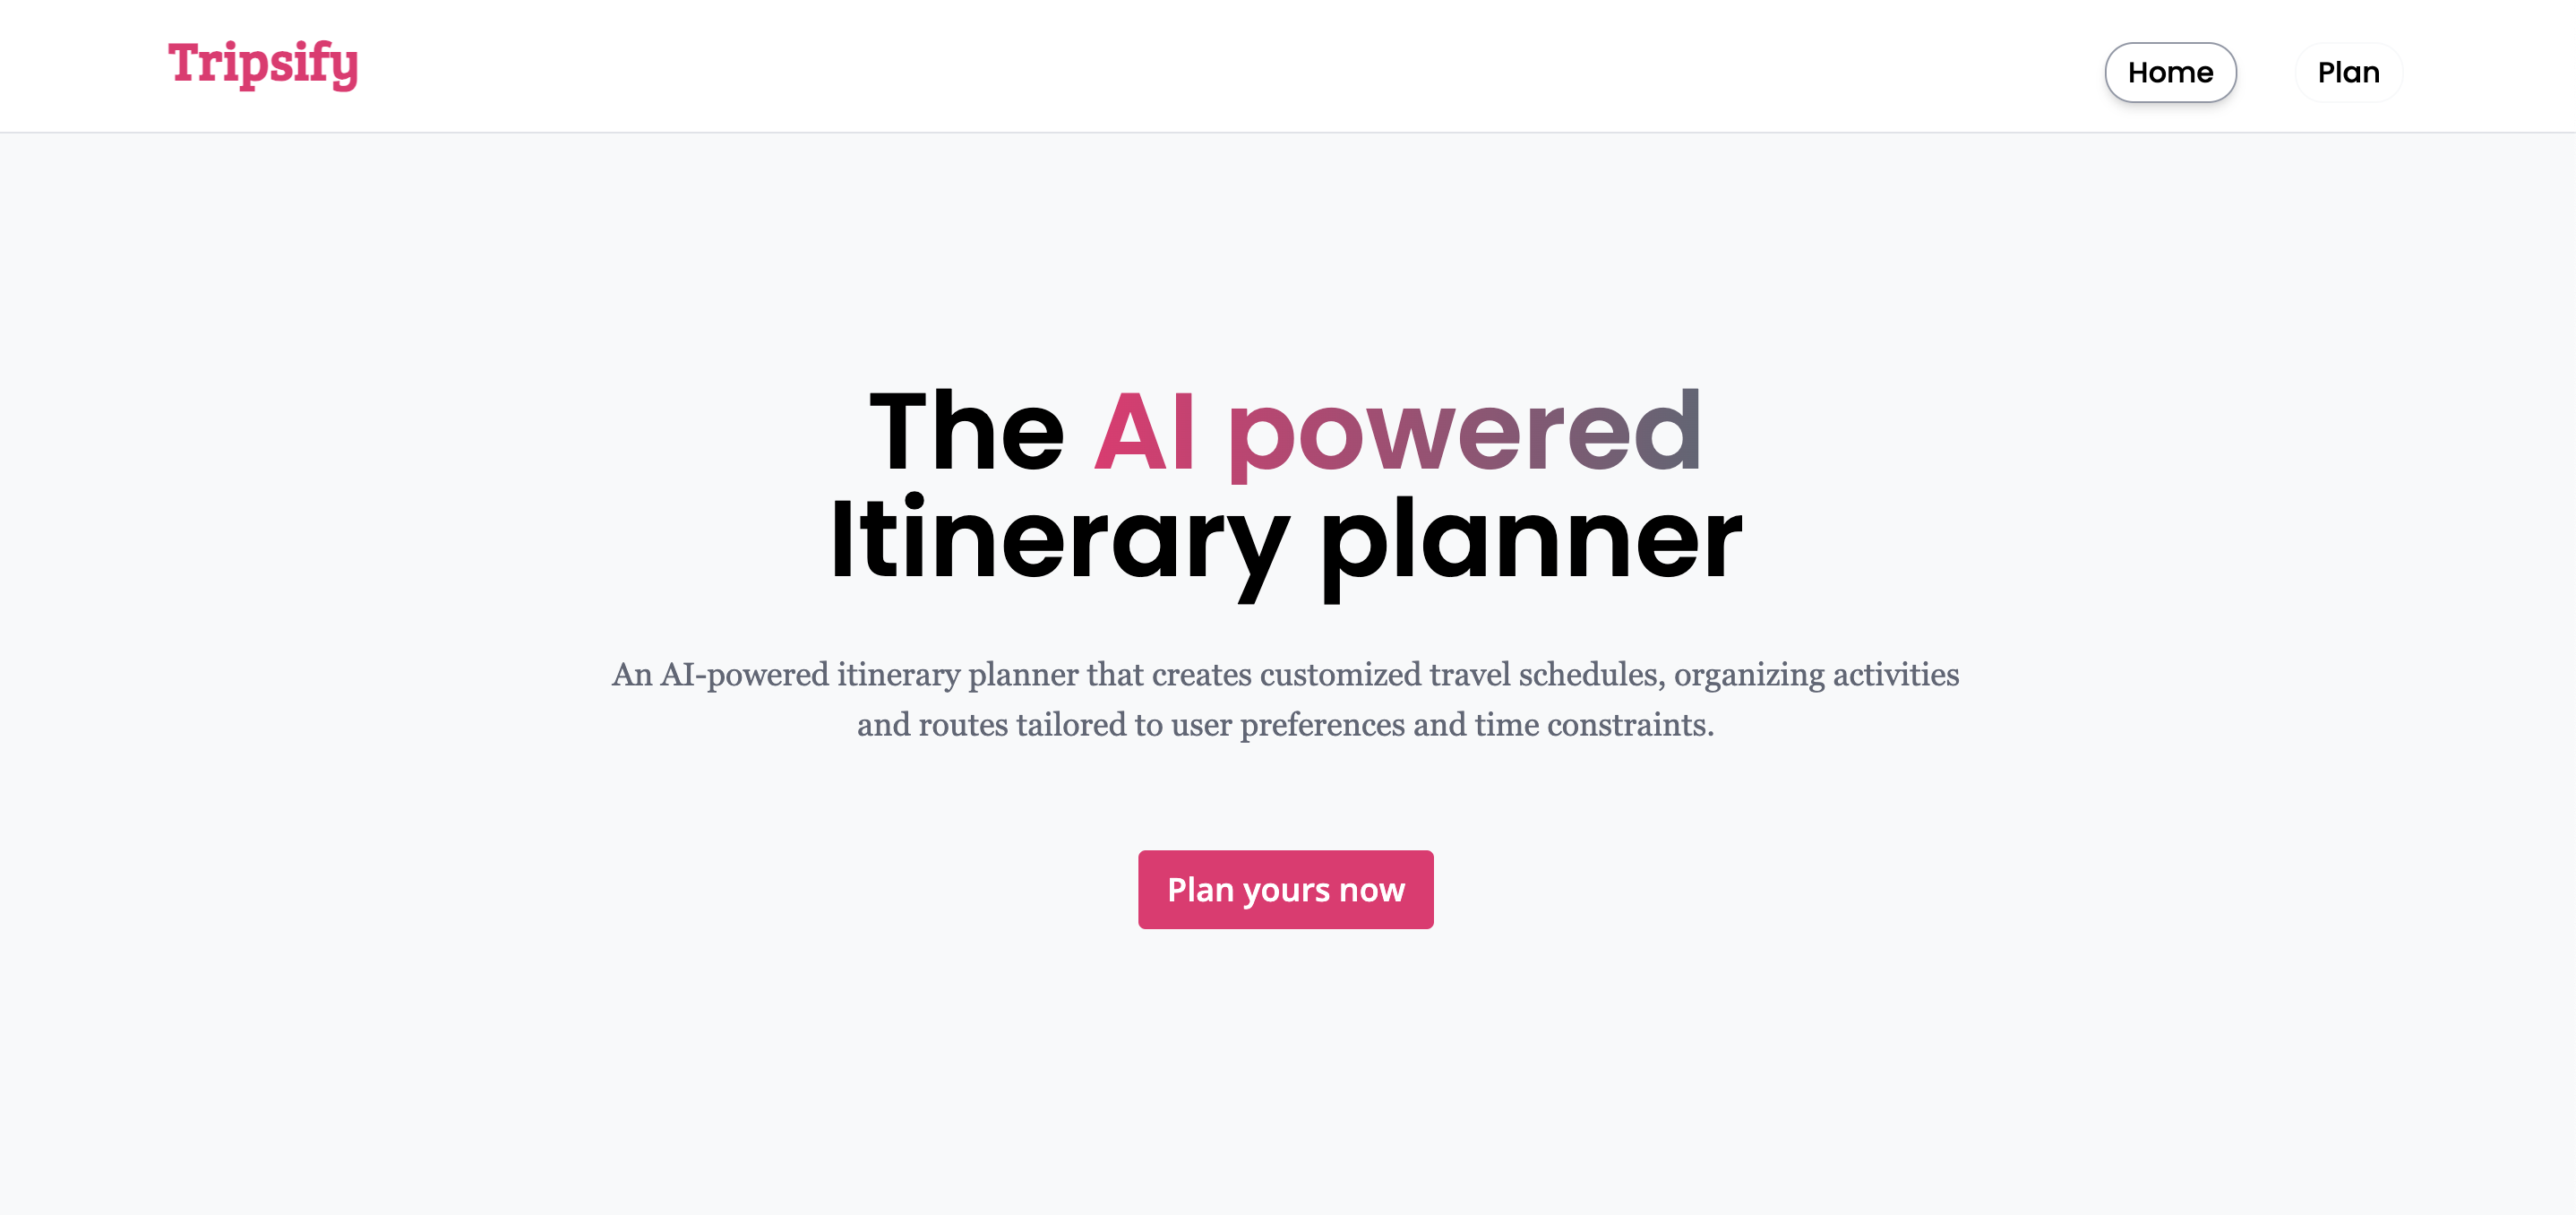 Tripsify
Home
Plan
The AI powered
Itinerary planner
An AI-powered itinerary planner that creates customized travel schedules, organizing activities
and routes tailored to user preferences and time constraints.
Plan yours now